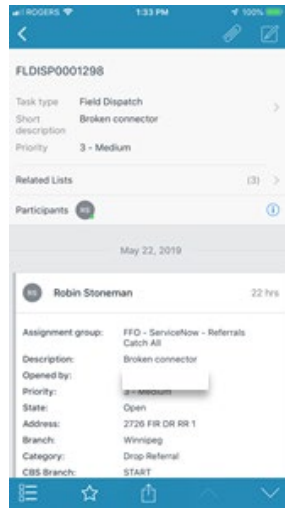 ROGERS 1:33 PM 100%
FLDISP0001298
Task type Field Dispatch
Short description Broken connector
Priority 3 - Medium
Related Lists (3)
Participants RS
May 22, 2019
RS Robin Stoneman 22 hrs
Assignment group: FFO - ServiceNow - Referrals
Catch All
Description: Broken connector
Opened by:
Priority: 3 - Medium
State: Open
Address: 2726 FIR DR RR 1
Branch: Winnipeg
Category: Drop Referral
CBS Branch: START